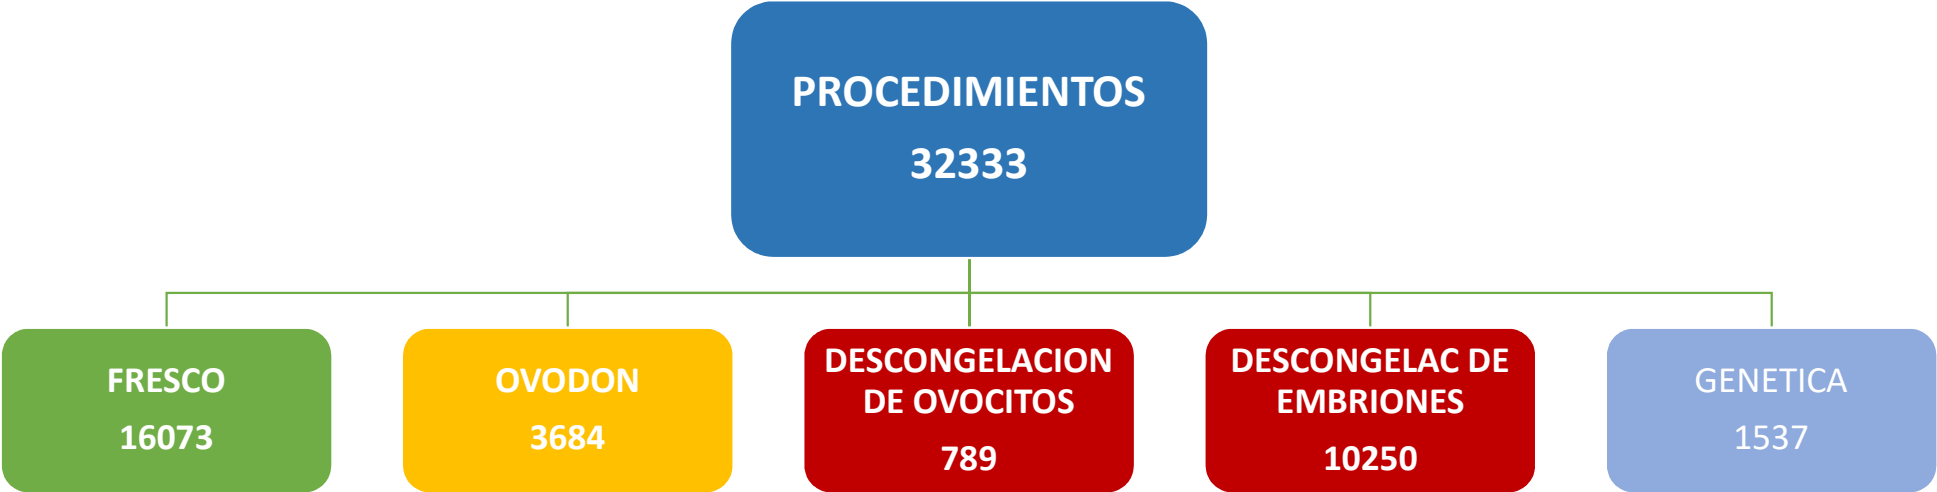 PROCEDIMIENTOS
32333
FRESCO
16073
OVODON
3684
DESCONGELACION
DE OVOCITOS
789
DESCONGELAC DE
EMBRIONES
10250
GENETICA
1537